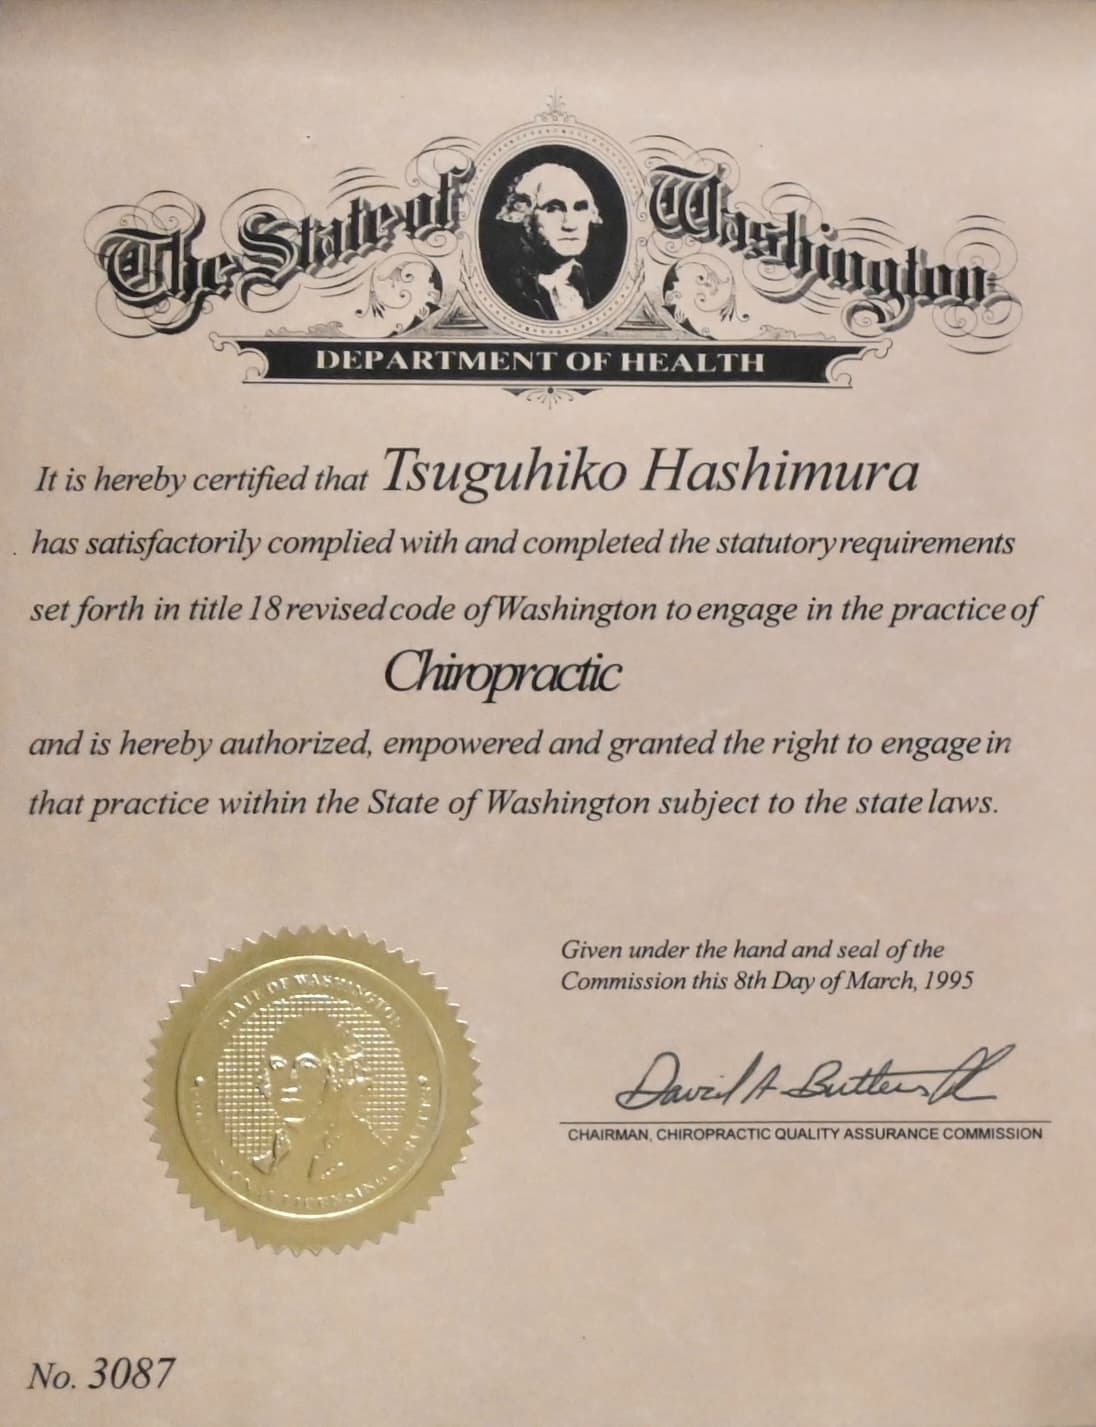 The State of Washington
DEPARTMENT OF HEALTH
It is hereby certified that Tsuguhiko Hashimura
has satisfactorily complied with and completed the statutory requirements
set forth in title 18 revised code of Washington to engage in the practice of
Chiropractic
and is hereby authorized, empowered and granted the right to engage in
that practice within the State of Washington subject to the state laws.
Given under the hand and seal of the
Commission this 8th Day of March, 1995
David A
CHAIRMAN, CHIROPRACTIC QUALITY ASSURANCE COMMISSION
STATE OF WASHINGTON
LICENSING
No. 3087